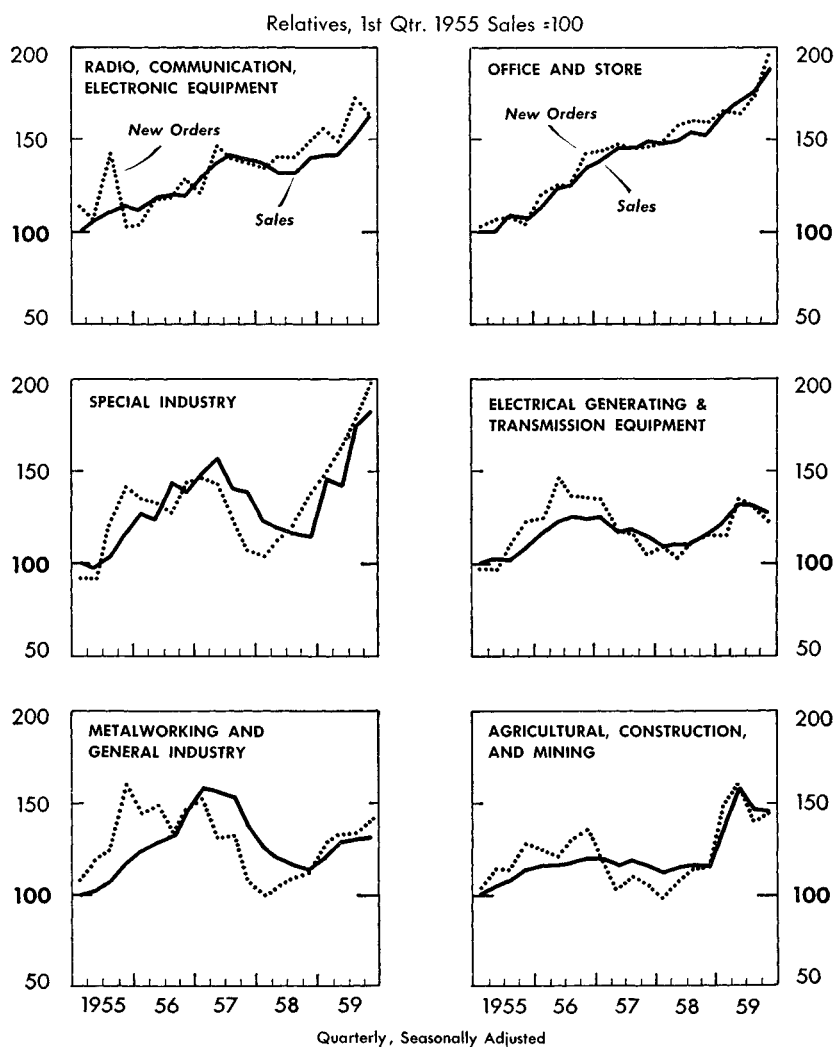 Relatives, 1st Qtr. 1955 Sales =100
200
RADIO, COMMUNICATION,
ELECTRONIC EQUIPMENT
New Orders
150
Sales
100
50
OFFICE AND STORE
200
New Orders
150
Sales
100
50
200
SPECIAL INDUSTRY
150
100
50
ELECTRICAL GENERATING &
TRANSMISSION EQUIPMENT
200
150
100
50
200
METALWORKING AND
GENERAL INDUSTRY
150
100
50
1955 56 57 58 59
AGRICULTURAL, CONSTRUCTION,
AND MINING
200
150
100
50
1955 56 57 58 59
Quarterly, Seasonally Adjusted